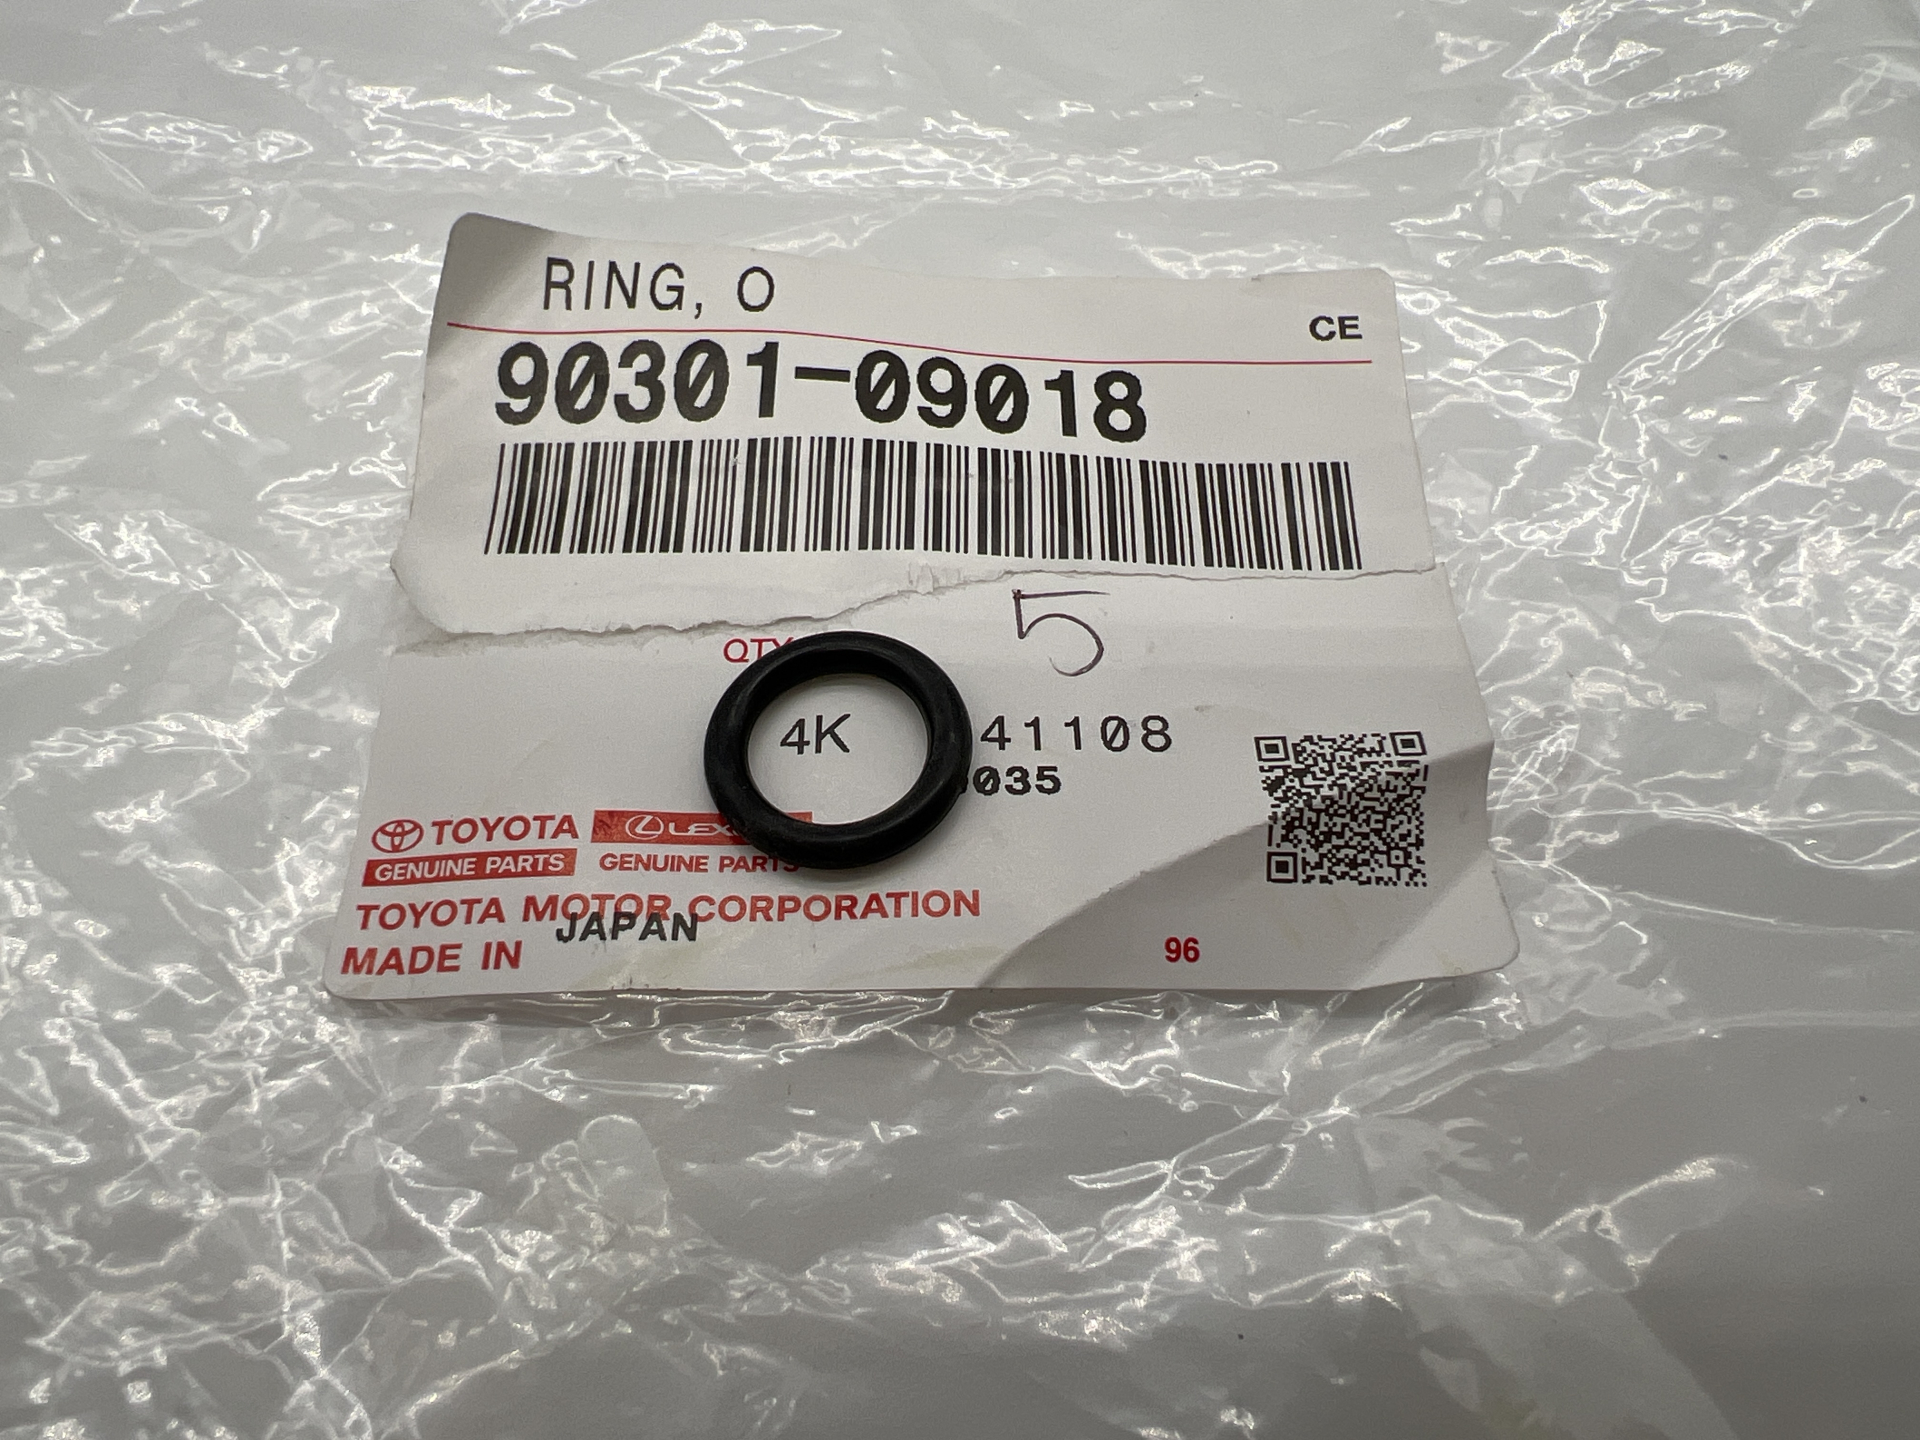 RING, O
CE
90301-09018
5
QTY
4K 41108
035
TOYOTA LEXUS
GENUINE PARTS GENUINE PARTS
TOYOTA MOTOR CORPORATION
MADE IN JAPAN
96